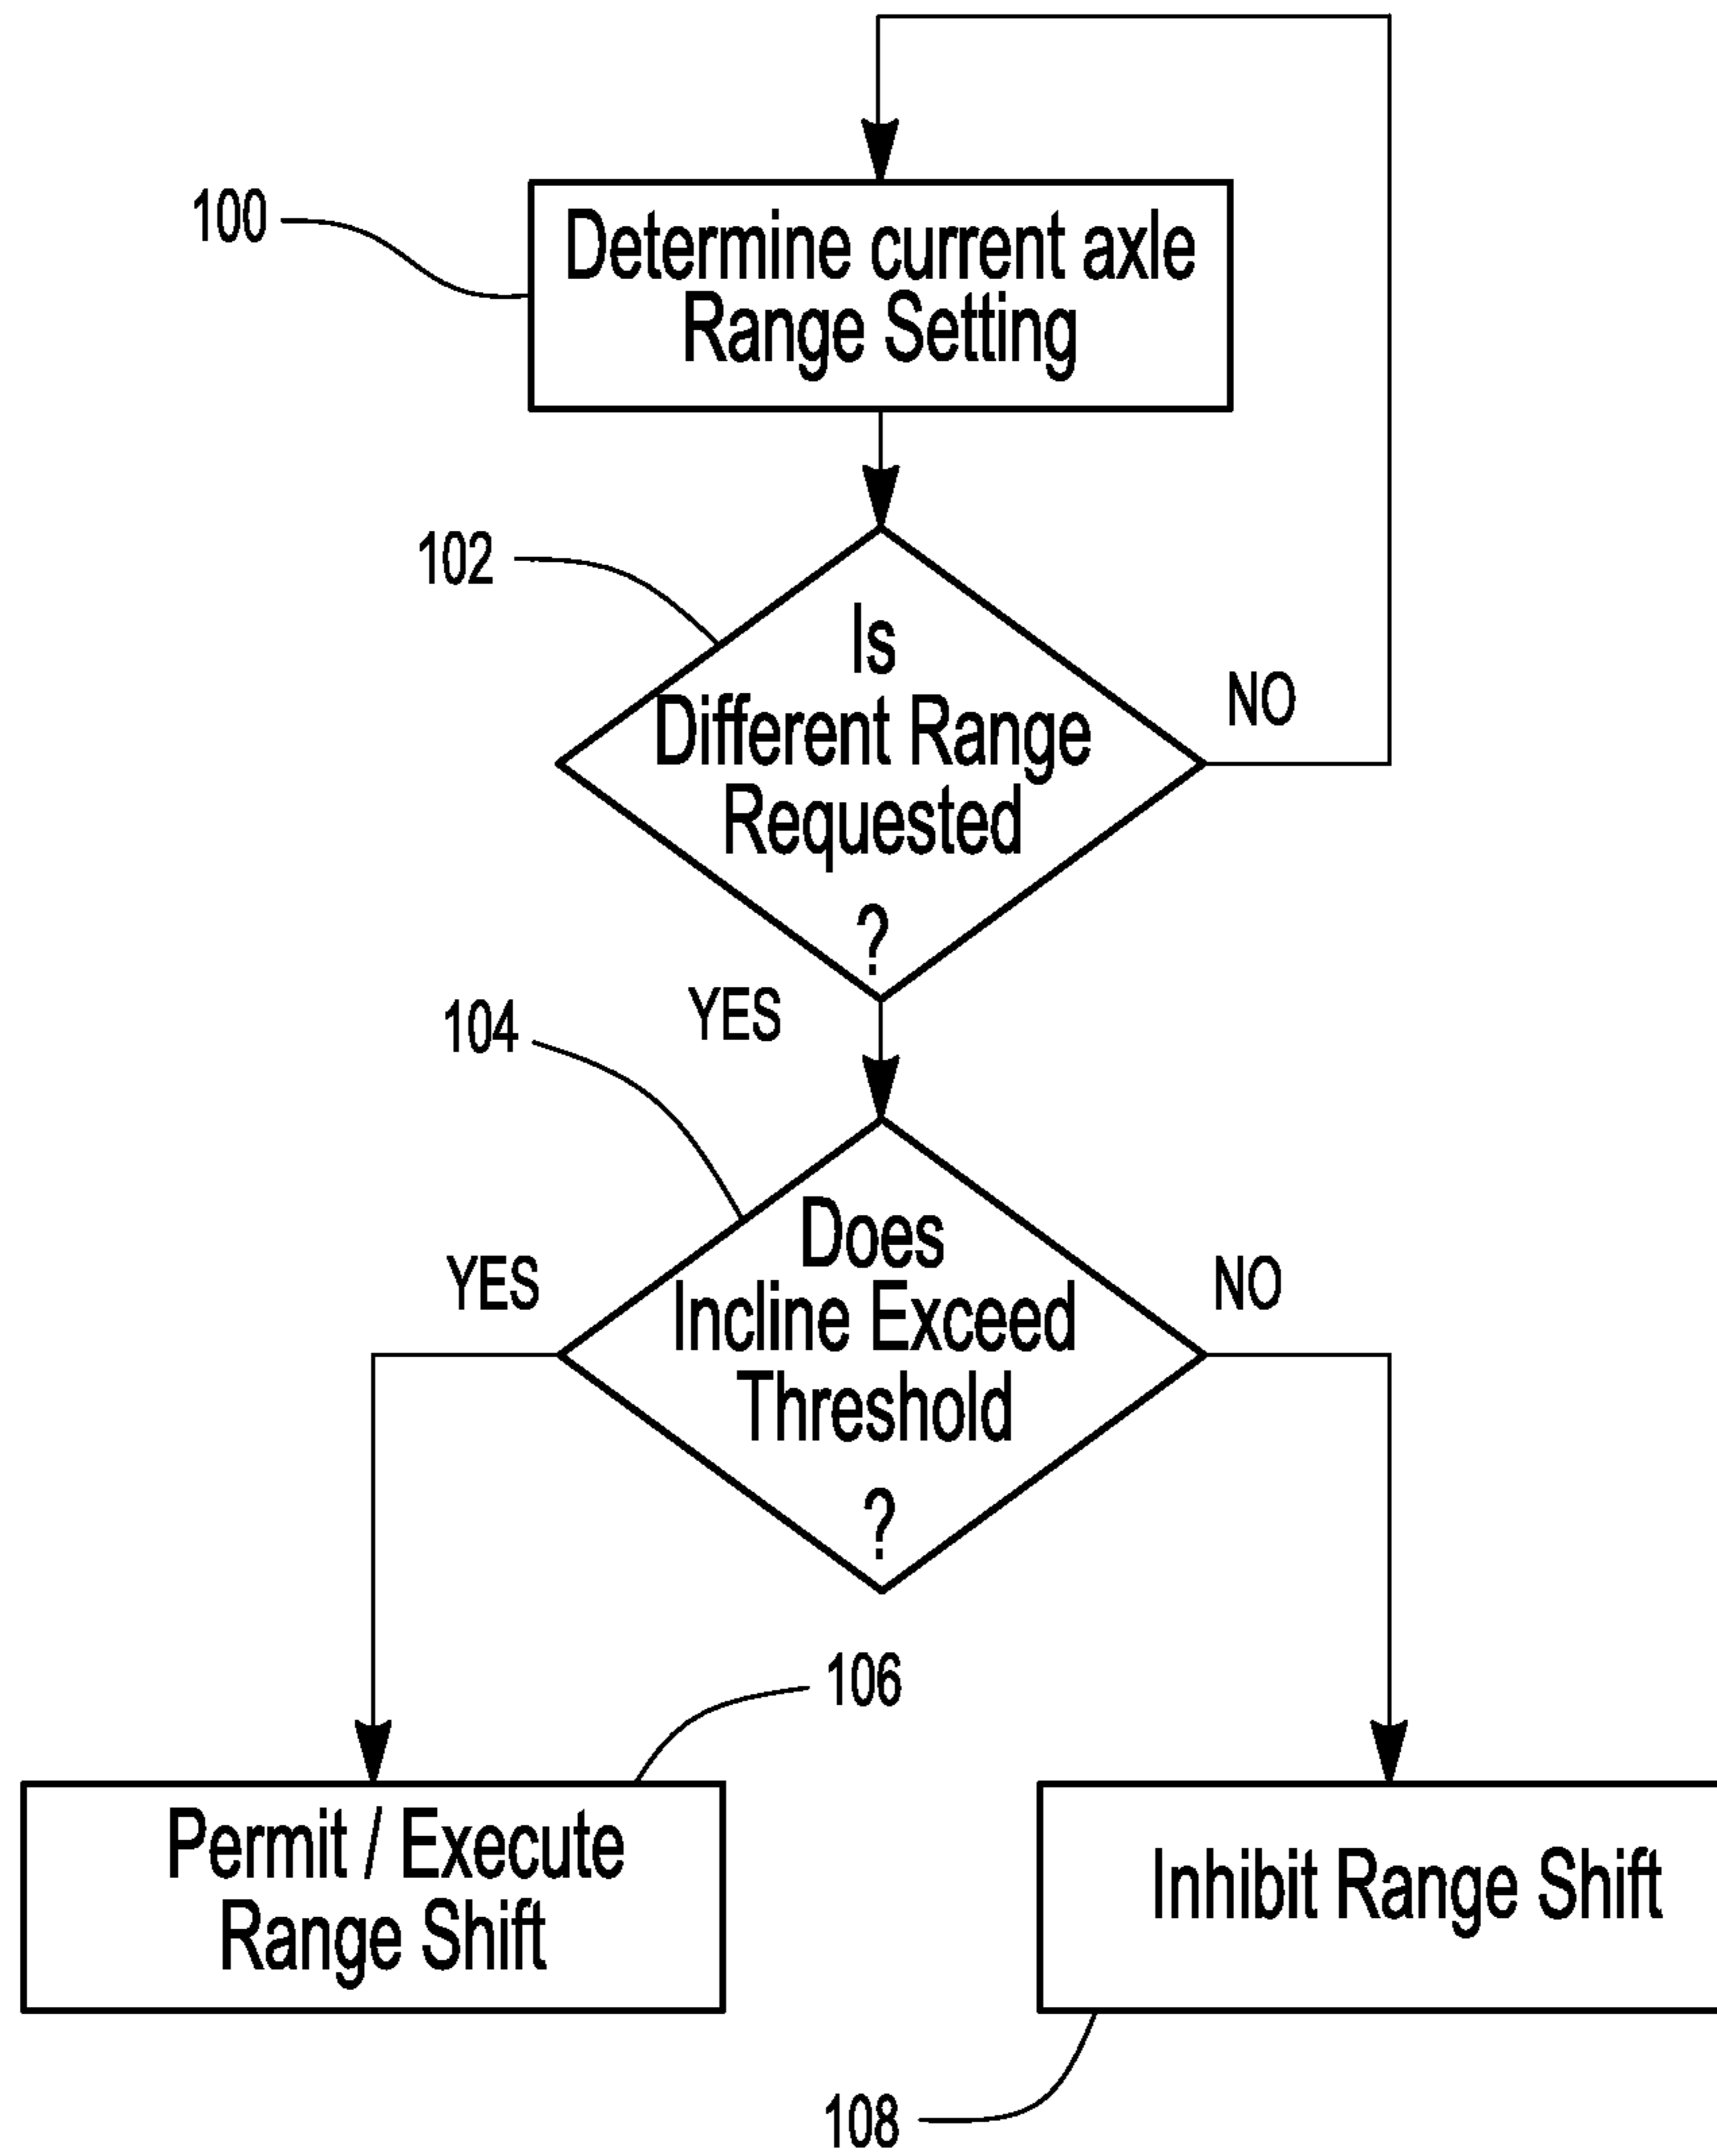 100
Determine current axle
Range Setting
102
Is
Different Range
Requested
?
NO
YES
104
Does
Incline Exceed
Threshold
?
YES
NO
106
Permit / Execute
Range Shift
Inhibit Range Shift
108